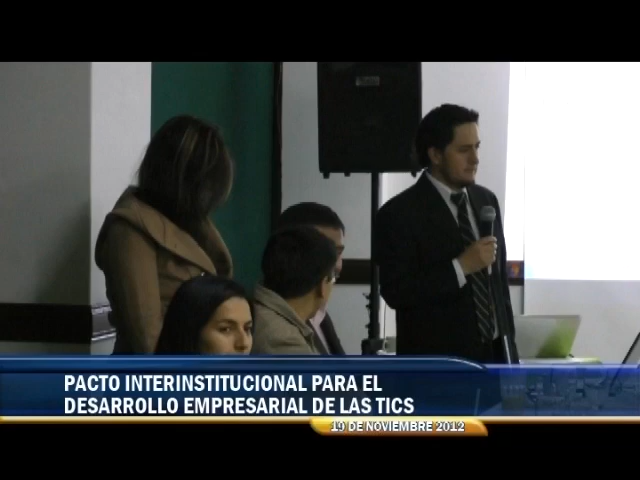 PACTO INTERINSTITUCIONAL PARA EL
DESARROLLO EMPRESARIAL DE LAS TICS
19 DE NOVIEMBRE 2012